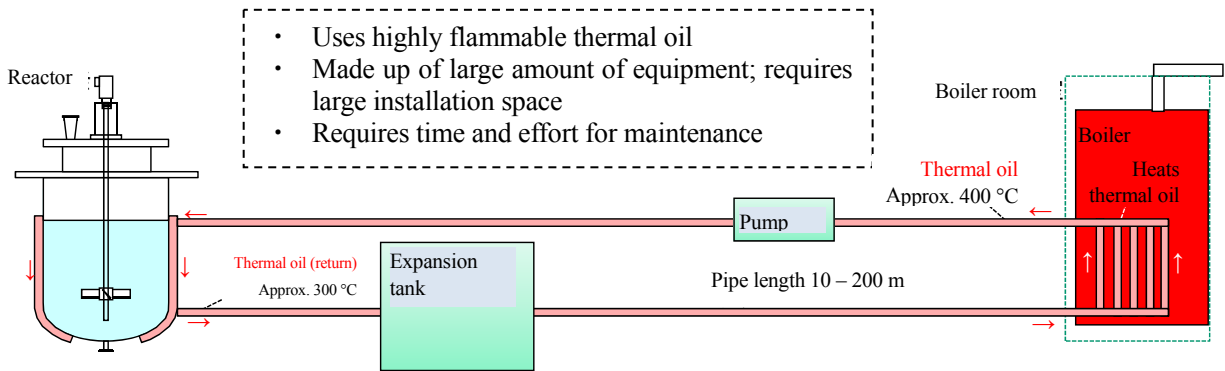 ・ Uses highly flammable thermal oil
・ Made up of large amount of equipment; requires
large installation space
・ Requires time and effort for maintenance
Reactor
Boiler room
Boiler
Heats
thermal oil
Thermal oil
Approx. 400 °C
Pump
Thermal oil (return)
Approx. 300 °C
Expansion
tank
Pipe length 10 – 200 m